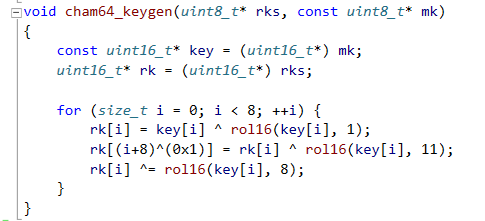 void cham64_keygen(uint8_t* rks, const uint8_t* mk)
{
    const uint16_t* key = (uint16_t*) mk;
    uint16_t* rk = (uint16_t*) rks;

    for (size_t i = 0; i < 8; ++i) {
        rk[i] = key[i] ^ rol16(key[i], 1);
        rk[(i+8)^(0x1)] = rk[i] ^ rol16(key[i], 11);
        rk[i] ^= rol16(key[i], 8);
    }
}